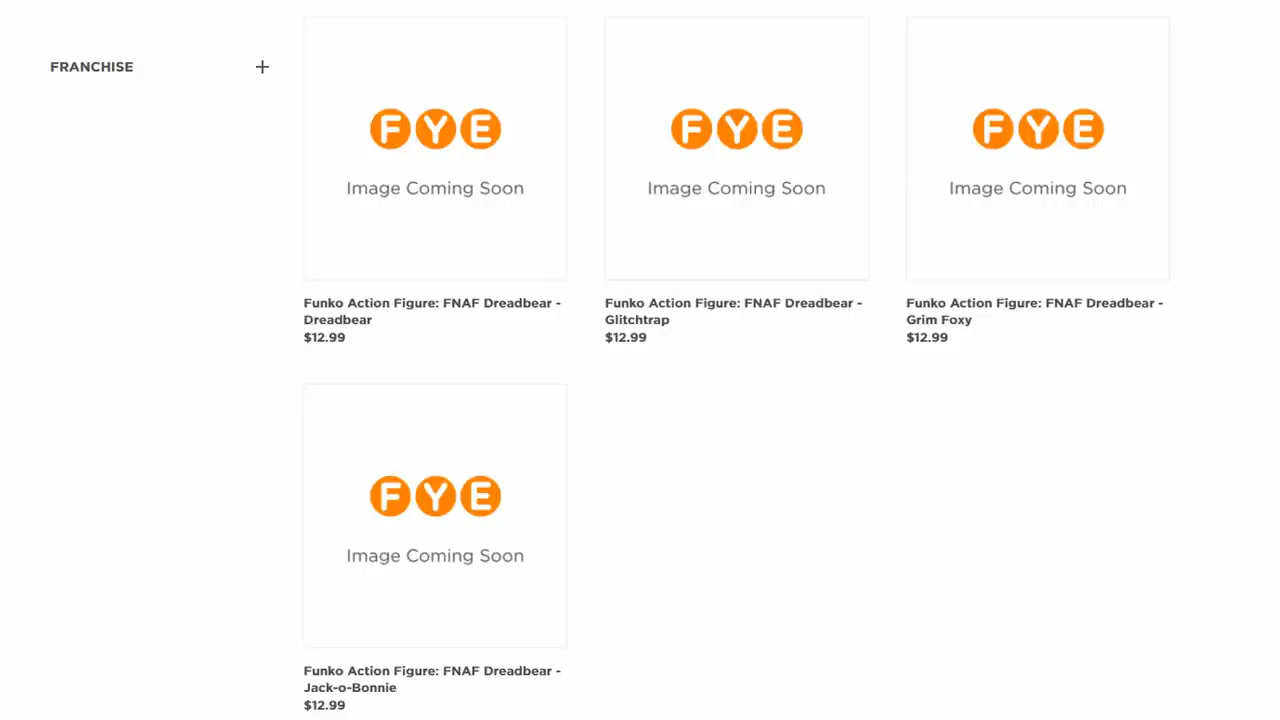 FRANCHISE +
FYE
Image Coming Soon
Funko Action Figure: FNAF Dreadbear -
Dreadbear
$12.99
FYE
Image Coming Soon
Funko Action Figure: FNAF Dreadbear -
Glitchtrap
$12.99
FYE
Image Coming Soon
Funko Action Figure: FNAF Dreadbear -
Grim Foxy
$12.99
FYE
Image Coming Soon
Funko Action Figure: FNAF Dreadbear -
Jack-o-Bonnie
$12.99